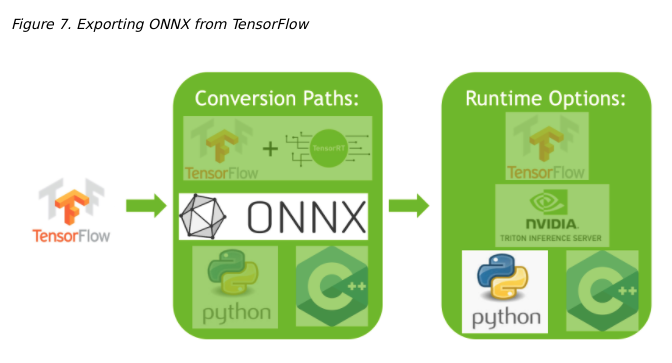 Figure 7. Exporting ONNX from TensorFlow
Conversion Paths:
Runtime Options:
TensorFlow
+
TensorRT
TensorFlow
TensorFlow
ONNX
NVIDIA.
TRITON INFERENCE SERVER
python
C++
python
C++